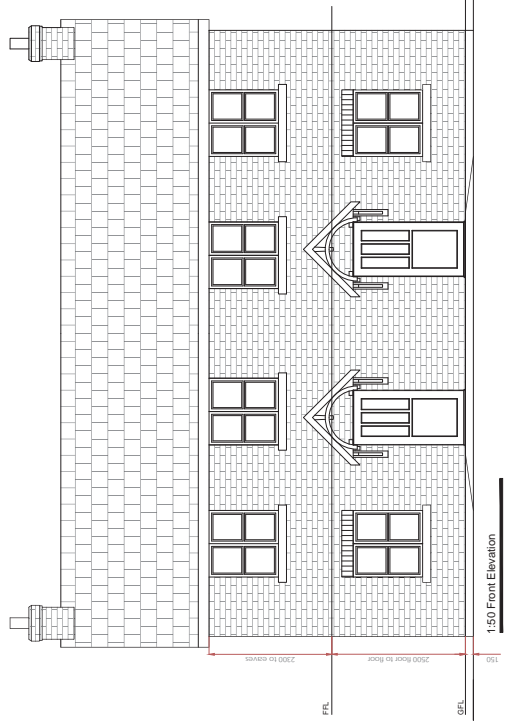 2300 to eaves
FFL
2500 floor to floor
GFL
150
1:50 Front Elevation